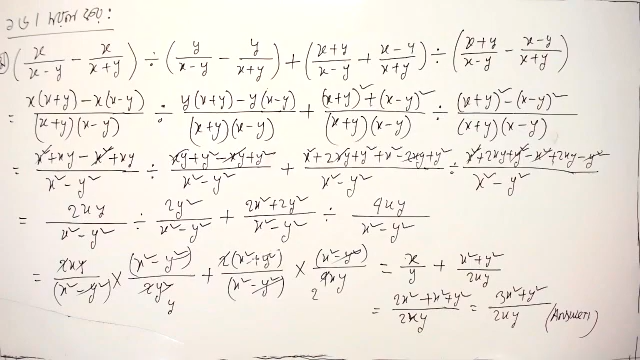 ২৬। সরল কর:
(x/(x-y) - x/(x+y)) ÷ (y/(x-y) - y/(x+y)) + ((x+y)/(x-y) + (x-y)/(x+y)) ÷ ((x+y)/(x-y) - (x-y)/(x+y))
= (x(x+y) - x(x-y))/((x+y)(x-y)) ÷ (y(x+y) - y(x-y))/((x+y)(x-y)) + ((x+y)² + (x-y)²)/((x+y)(x-y)) ÷ ((x+y)² - (x-y)²)/((x+y)(x-y))
= (x²+xy-x²+xy)/(x²-y²) ÷ (xy+y²-xy+y²)/(x²-y²) + (x²+2xy+y²+x²-2xy+y²)/(x²-y²) ÷ (x²+2xy+y²-x²+2xy-y²)/(x²-y²)
= 2xy/(x²-y²) ÷ 2y²/(x²-y²) + (2x²+2y²)/(x²-y²) ÷ 4xy/(x²-y²)
= 2xy/(x²-y²) × (x²-y²)/2y² + 2(x²+y²)/(x²-y²) × (x²-y²)/4xy = x/y + (x²+y²)/2xy
= (2x²+x²+y²)/2xy = (3x²+y²)/2xy (Answer)